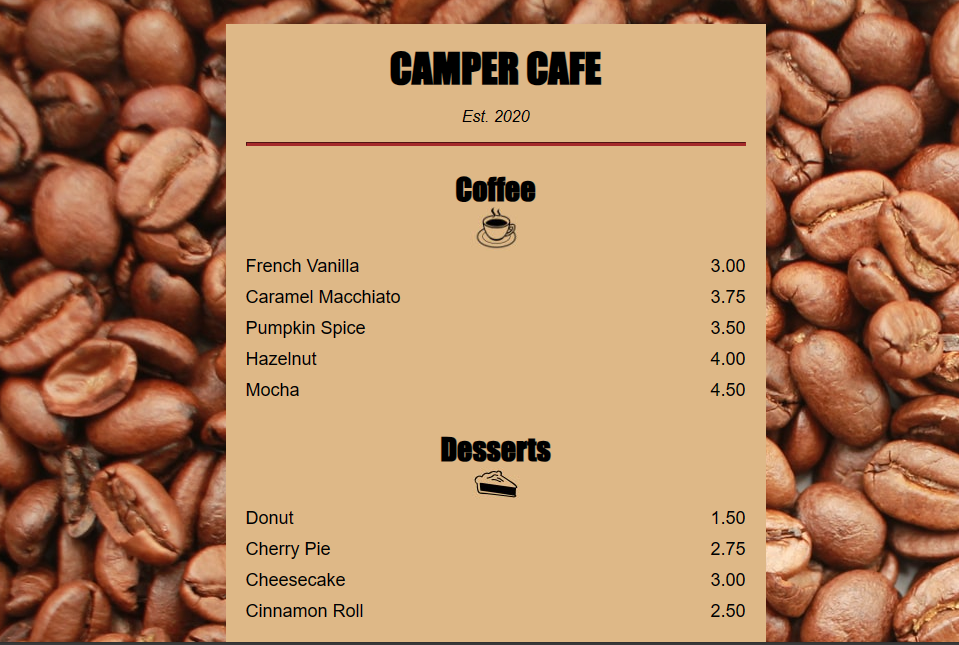 CAMPER CAFE
Est. 2020
Coffee
French Vanilla 3.00
Caramel Macchiato 3.75
Pumpkin Spice 3.50
Hazelnut 4.00
Mocha 4.50
Desserts
Donut 1.50
Cherry Pie 2.75
Cheesecake 3.00
Cinnamon Roll 2.50